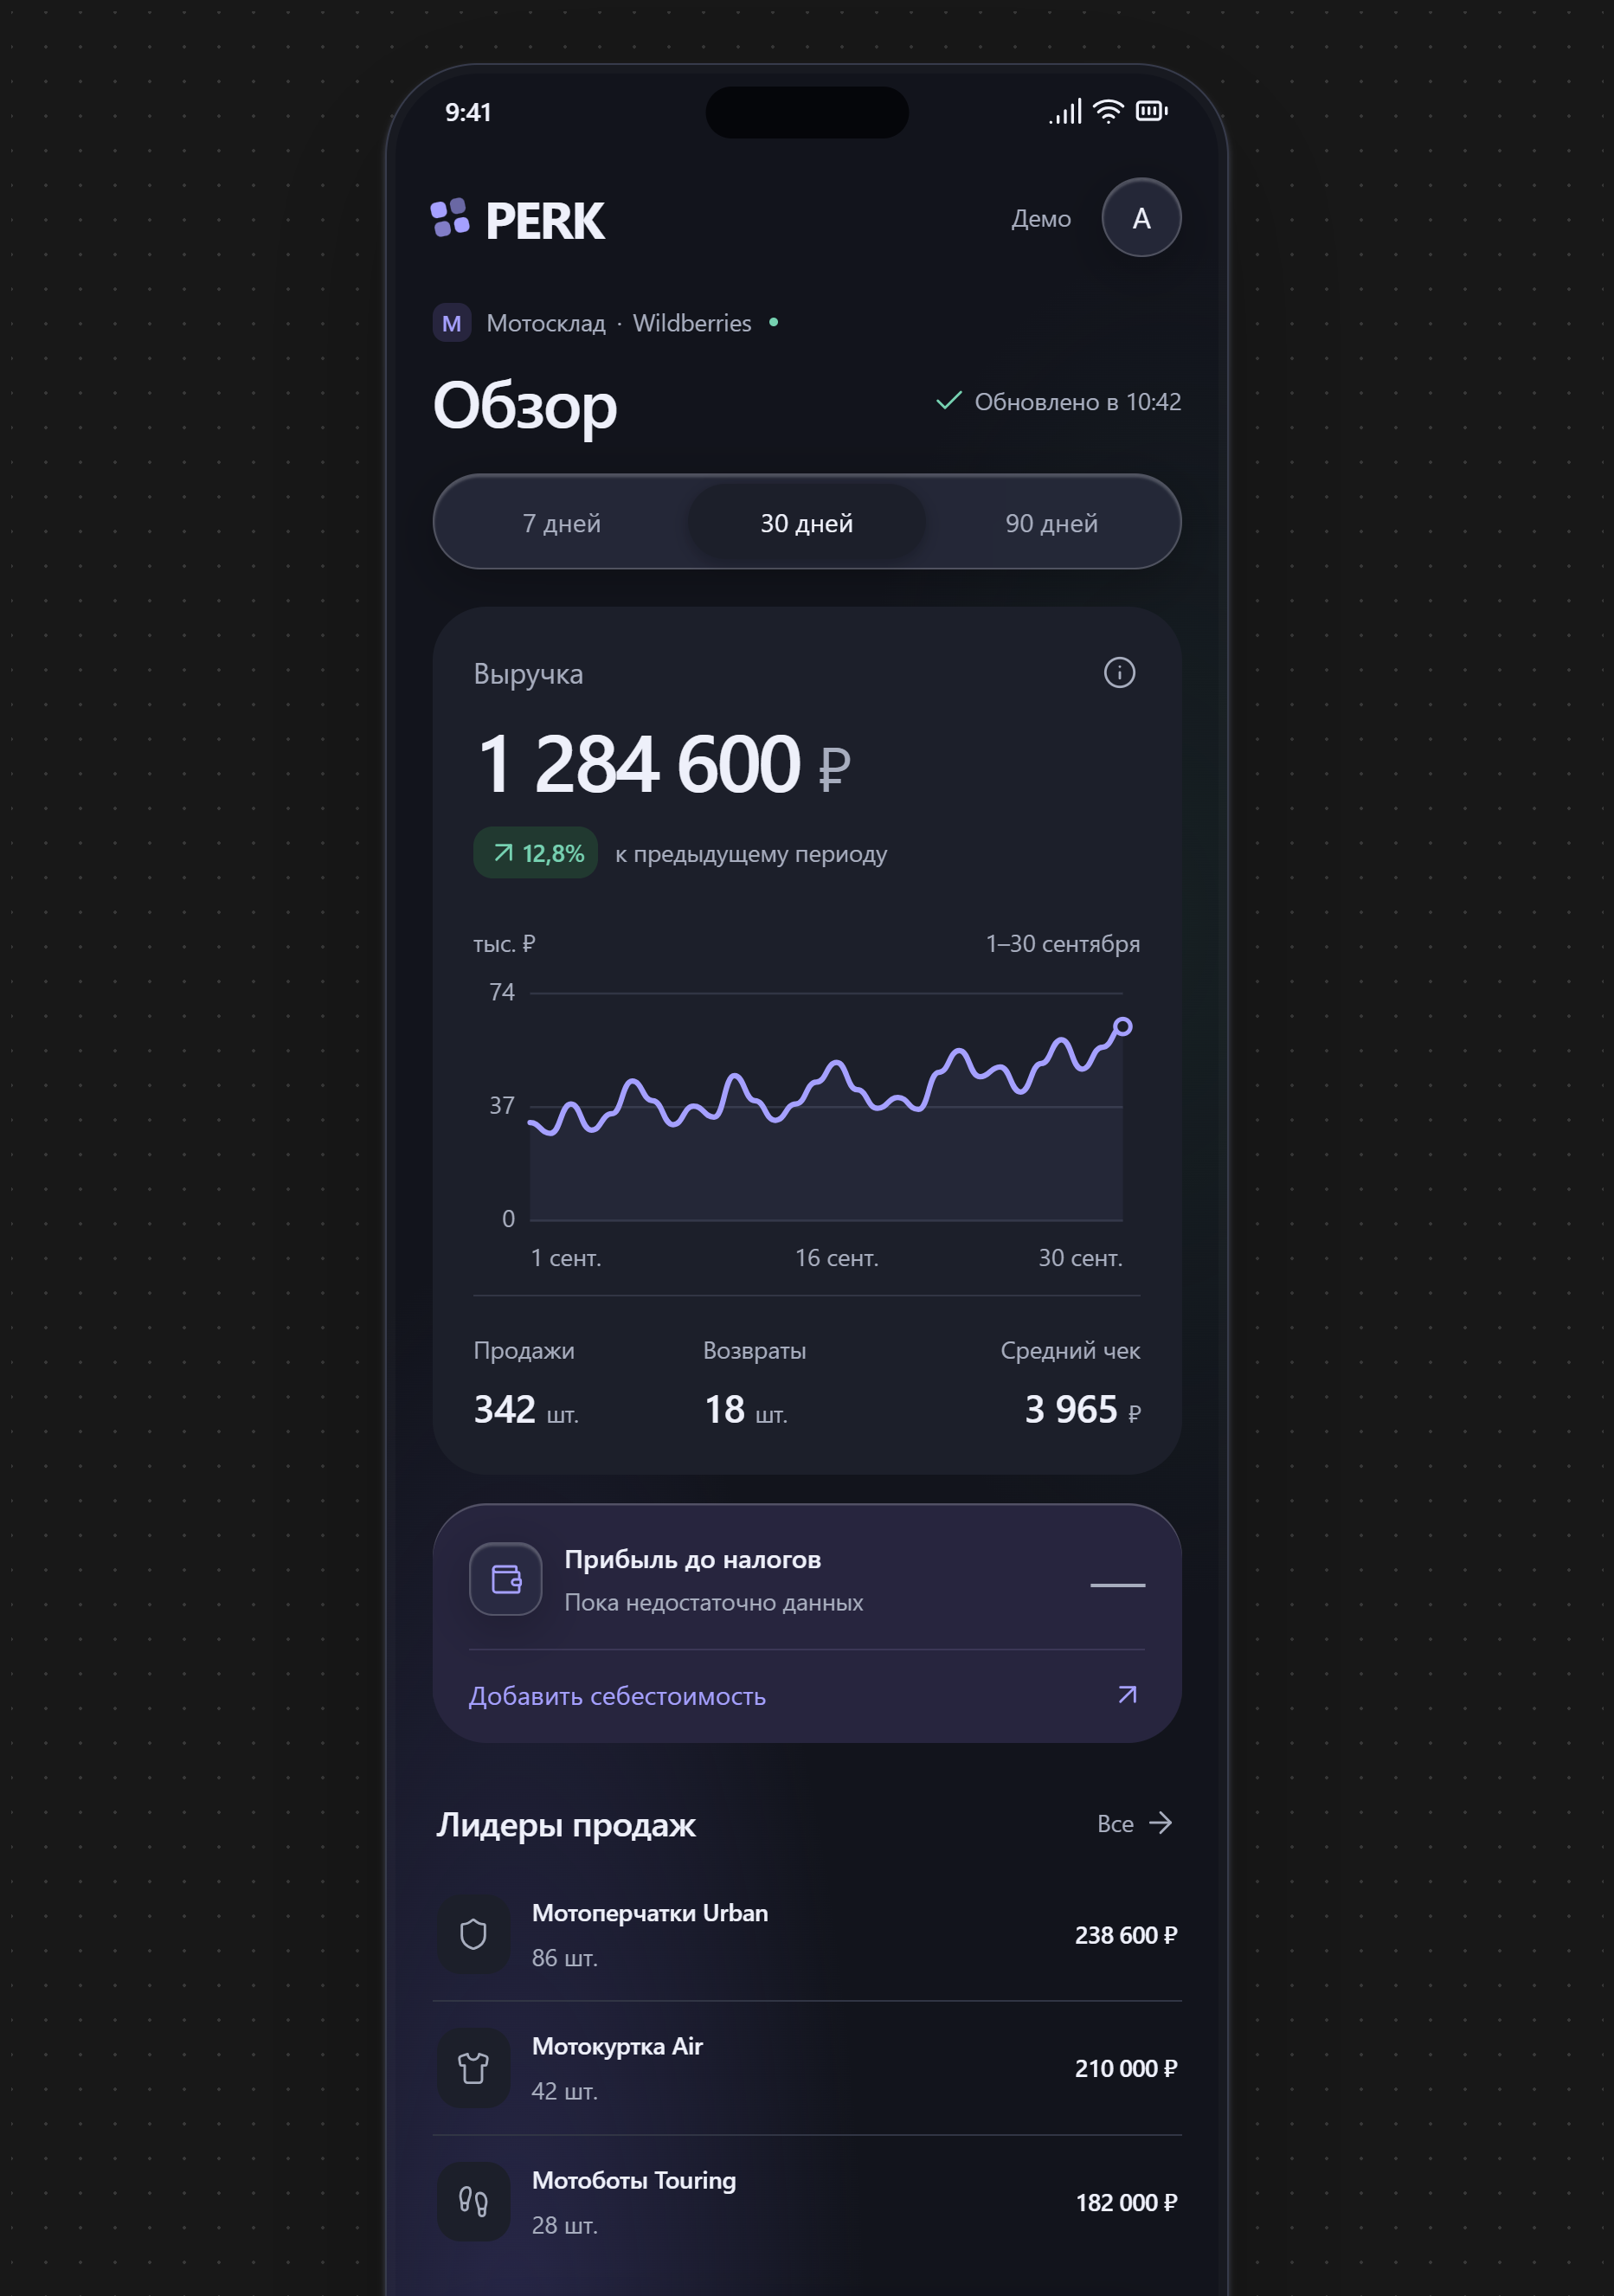 9:41
PERK
Демо
А
М Мотосклад · Wildberries
Обзор
Обновлено в 10:42
7 дней 30 дней 90 дней
Выручка
1 284 600 ₽
12,8% к предыдущему периоду
тыс. ₽ 1–30 сентября
74
37
0
1 сент. 16 сент. 30 сент.
Продажи Возвраты Средний чек
342 шт. 18 шт. 3 965 ₽
Прибыль до налогов
Пока недостаточно данных
—
Добавить себестоимость
Лидеры продаж Все
Мотоперчатки Urban
86 шт.
238 600 ₽
Мотокуртка Air
42 шт.
210 000 ₽
Мотоботы Touring
28 шт.
182 000 ₽